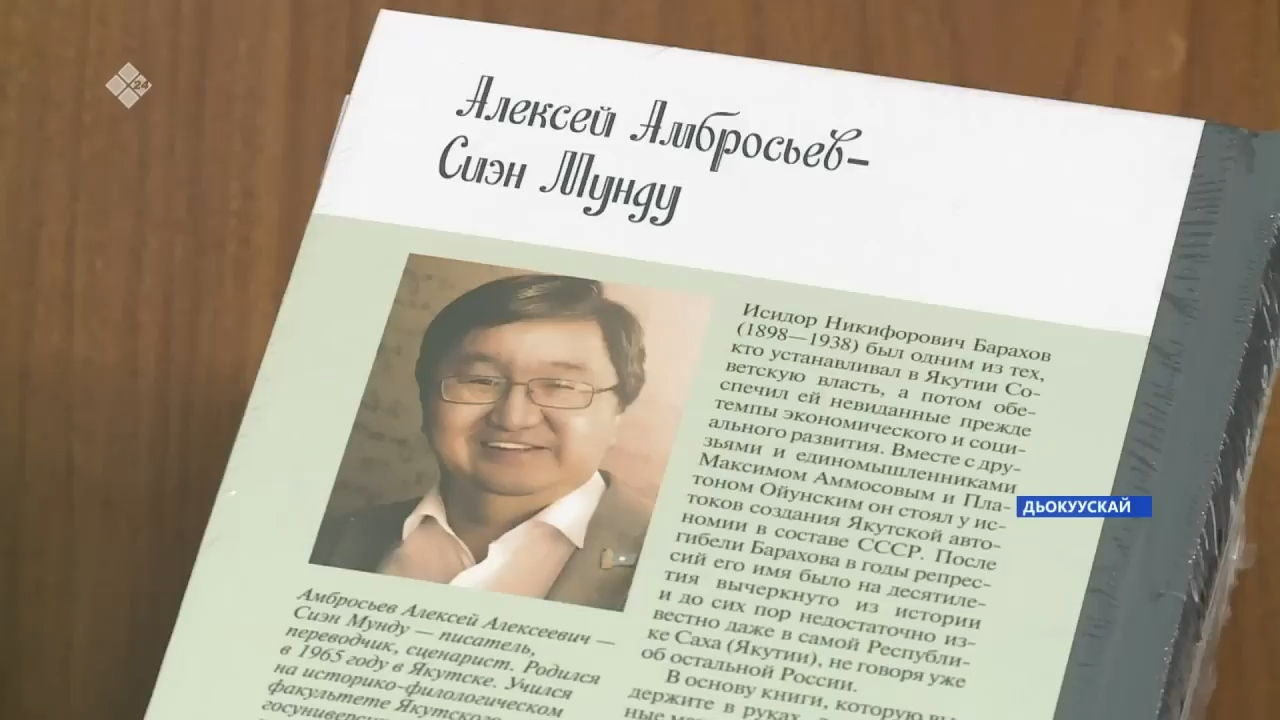 24
Алексей Амбросьев-
Сиэн Мунду
Исидор Никифорович Барахов
(1898—1938) был одним из тех,
кто устанавливал в Якутии Со-
ветскую власть, а потом обе-
спечил ей невиданные прежде
темпы экономического и соци-
ального развития. Вместе с дру-
зьями и единомышленниками
Максимом Аммосовым и Пла-
тоном Ойунским он стоял у ис-
токов создания Якутской авто-
номии в составе СССР. После
гибели Барахова в годы репрес-
сий его имя было на десятиле-
тия вычеркнуто из истории
и до сих пор недостаточно из-
вестно даже в самой Республи-
ке Саха (Якутии), не говоря уже
об остальной России.
В основу книги, которую вы
держите в руках,
Амбросьев Алексей Алексеевич —
Сиэн Мунду — писатель,
переводчик, сценарист. Родился
в 1965 году в Якутске. Учился
на историко-филологическом
факультете Якутского
ДЬОКУУСКАЙ